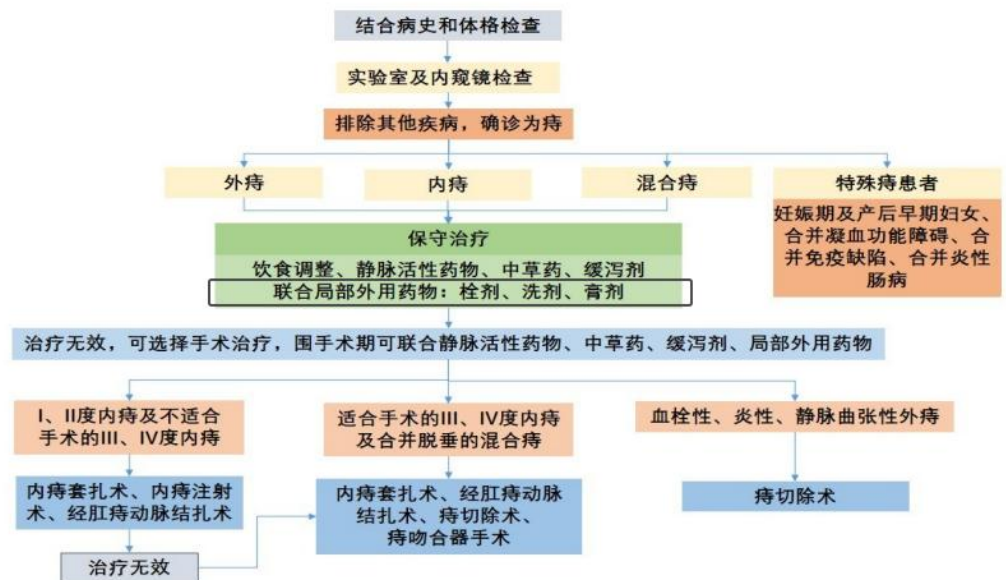 结合病史和体格检查
实验室及内窥镜检查
排除其他疾病，确诊为痔
外痔
内痔
混合痔
特殊痔患者
妊娠期及产后早期妇女、
合并凝血功能障碍、合
并免疫缺陷、合并炎性
肠病
保守治疗
饮食调整、静脉活性药物、中草药、缓泻剂
联合局部外用药物：栓剂、洗剂、膏剂
治疗无效，可选择手术治疗，围手术期可联合静脉活性药物、中草药、缓泻剂、局部外用药物
I、II度内痔及不适合
手术的III、IV度内痔
适合手术的III、IV度内痔
及合并脱垂的混合痔
血栓性、炎性、静脉曲张性外痔
内痔套扎术、内痔注射
术、经肛痔动脉结扎术
内痔套扎术、经肛痔动脉
结扎术、痔切除术、
痔吻合器手术
痔切除术
治疗无效